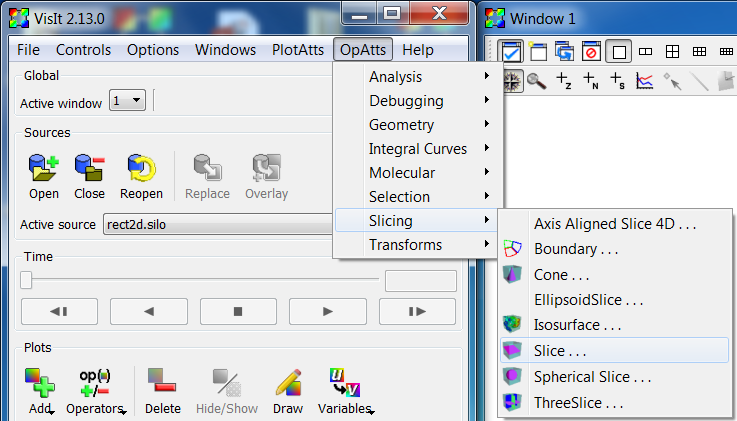 VisIt 2.13.0
File Controls Options Windows PlotAtts OpAtts Help
Global
Active window 1
Sources
Open Close Reopen Replace Overlay
Active source rect2d.silo
Time
Plots
op()
+/-
Add Operators Delete Hide/Show Draw Variables
Analysis
Debugging
Geometry
Integral Curves
Molecular
Selection
Slicing
Transforms
Window 1
Z N S
Axis Aligned Slice 4D . . .
Boundary . . .
Cone . . .
EllipsoidSlice . . .
Isosurface . . .
Slice . . .
Spherical Slice . . .
ThreeSlice . . .